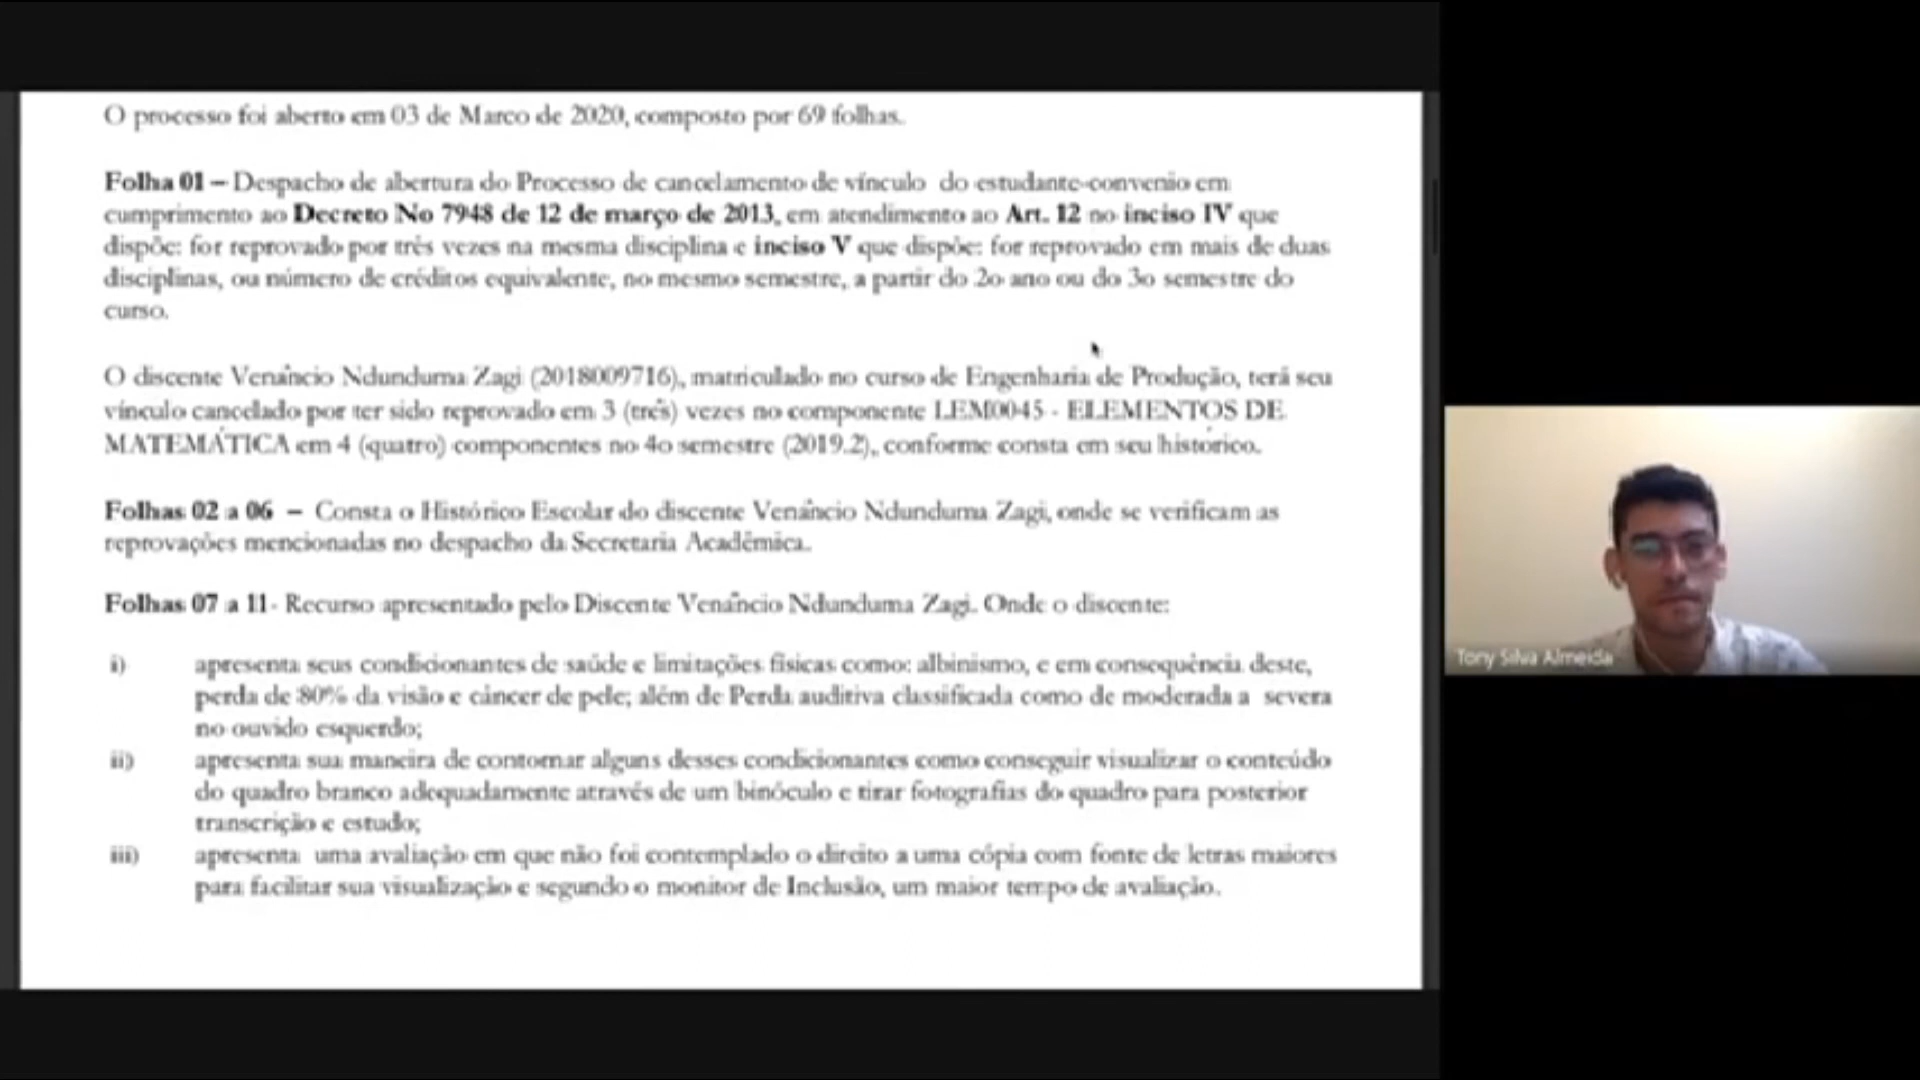 O processo foi aberto em 03 de Marco de 2020, composto por 69 folhas.
Folha 01 – Despacho de abertura do Processo de cancelamento de vínculo do estudante-convenio em
cumprimento ao Decreto No 7948 de 12 de março de 2013, em atendimento ao Art. 12 no inciso IV que
dispõe: for reprovado por três vezes na mesma disciplina e inciso V que dispõe: for reprovado em mais de duas
disciplinas, ou número de créditos equivalente, no mesmo semestre, a partir do 2o ano ou do 3o semestre do
curso.
O discente Venâncio Ndunduma Zagi (2018009716), matriculado no curso de Engenharia de Produção, terá seu
vínculo cancelado por ter sido reprovado em 3 (três) vezes no componente LEM0045 - ELEMENTOS DE
MATEMÁTICA em 4 (quatro) componentes no 4o semestre (2019.2), conforme consta em seu histórico.
Folhas 02 a 06 – Consta o Histórico Escolar do discente Venâncio Ndunduma Zagi, onde se verificam as
reprovações mencionadas no despacho da Secretaria Acadêmica.
Folhas 07 a 11- Recurso apresentado pelo Discente Venâncio Ndunduma Zagi. Onde o discente:
i) apresenta seus condicionantes de saúde e limitações físicas como: albinismo, e em consequência deste,
perda de 80% da visão e câncer de pele; além de Perda auditiva classificada como de moderada a severa
no ouvido esquerdo;
ii) apresenta sua maneira de contornar alguns desses condicionantes como conseguir visualizar o conteúdo
do quadro branco adequadamente através de um binóculo e tirar fotografias do quadro para posterior
transcrição e estudo;
iii) apresenta uma avaliação em que não foi contemplado o direito a uma cópia com fonte de letras maiores
para facilitar sua visualização e segundo o monitor de Inclusão, um maior tempo de avaliação.
Tony Silva Almeida